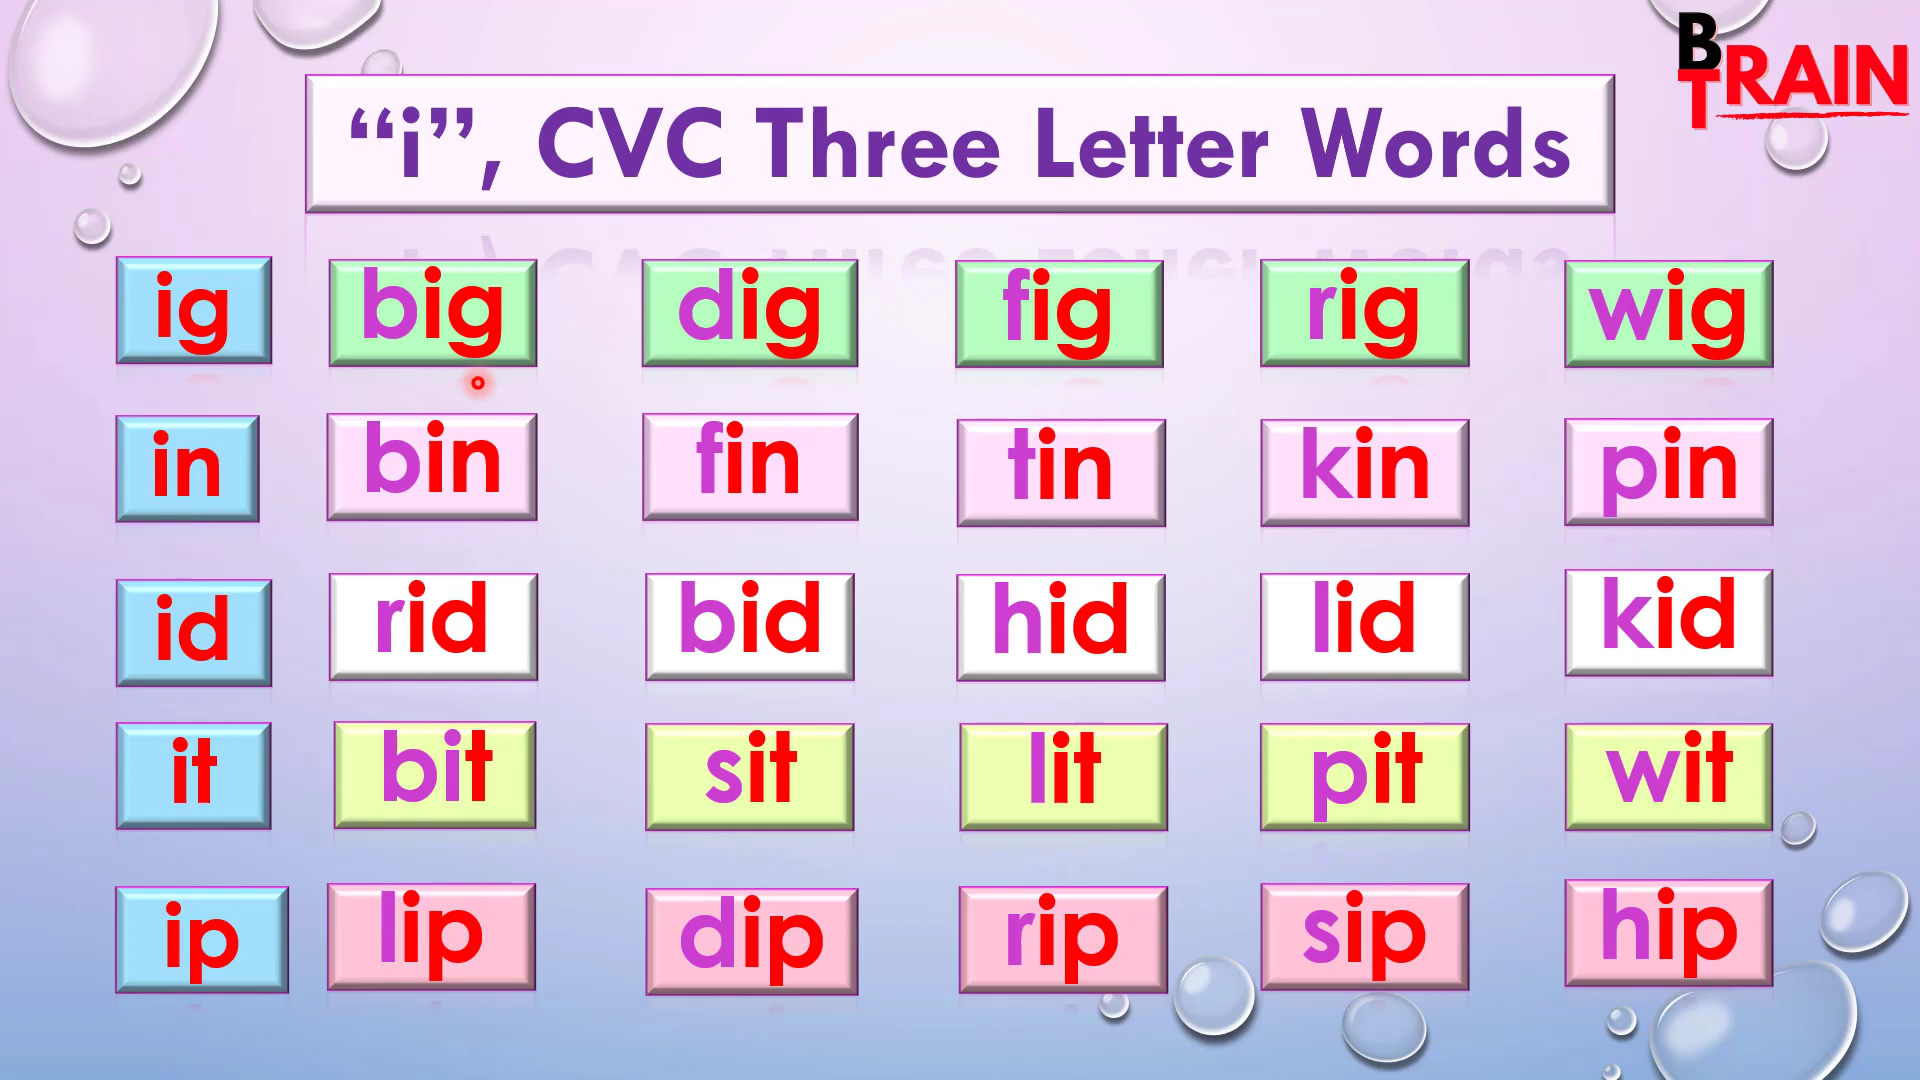 B
TRAIN
“i”, CVC Three Letter Words
ig big dig fig rig wig
in bin fin tin kin pin
id rid bid hid lid kid
it bit sit lit pit wit
ip lip dip rip sip hip